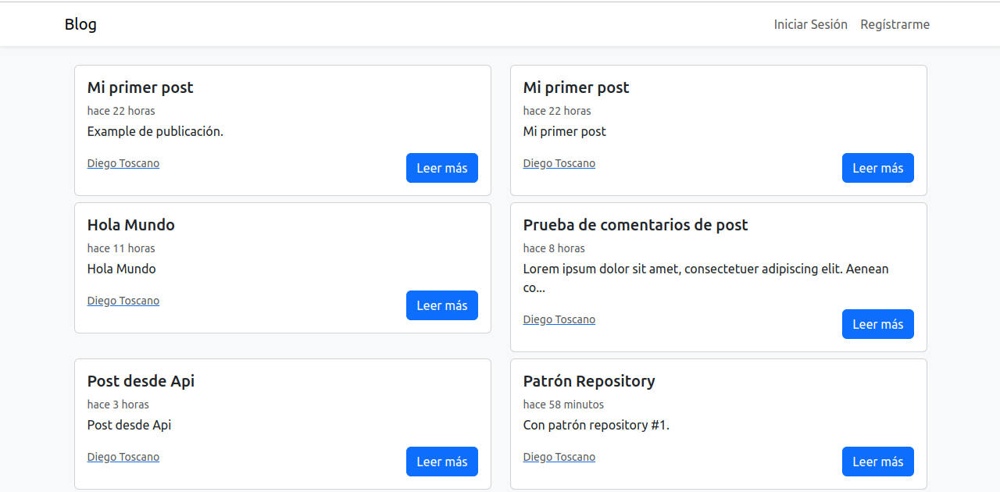 Blog
Iniciar Sesión
Regístrarme
Mi primer post
hace 22 horas
Example de publicación.
Diego Toscano
Leer más
Mi primer post
hace 22 horas
Mi primer post
Diego Toscano
Leer más
Hola Mundo
hace 11 horas
Hola Mundo
Diego Toscano
Leer más
Prueba de comentarios de post
hace 8 horas
Lorem ipsum dolor sit amet, consectetuer adipiscing elit. Aenean
co...
Diego Toscano
Leer más
Post desde Api
hace 3 horas
Post desde Api
Diego Toscano
Leer más
Patrón Repository
hace 58 minutos
Con patrón repository #1.
Diego Toscano
Leer más